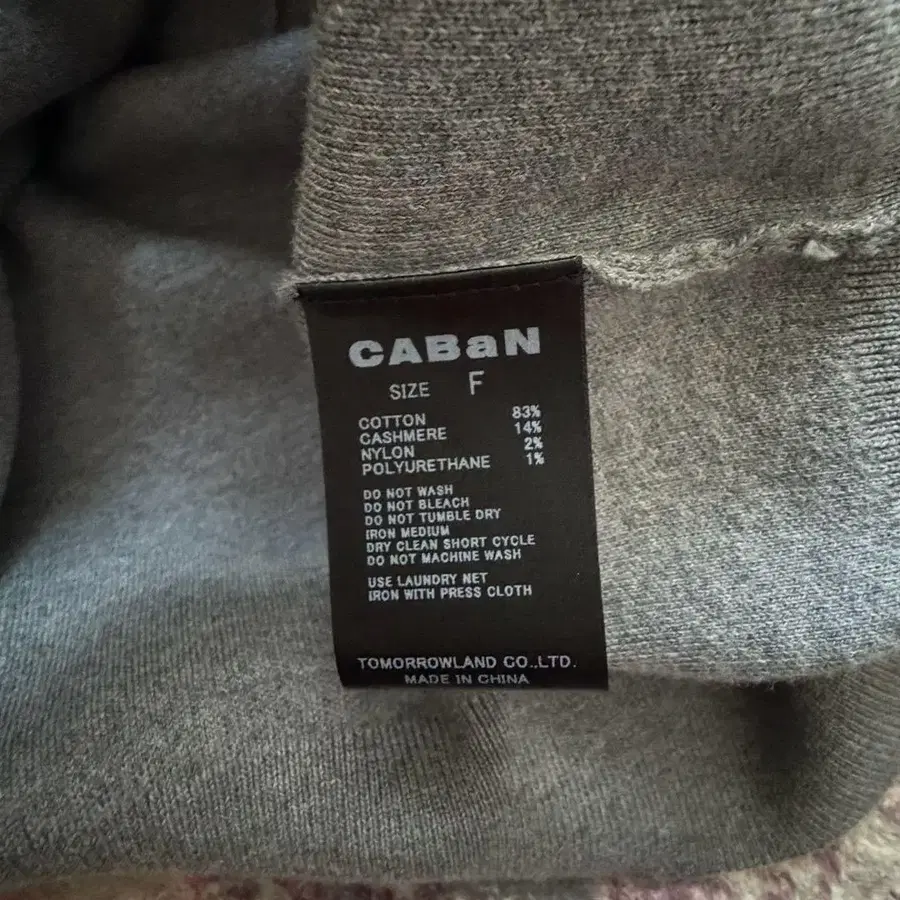 CABaN
SIZE F
COTTON 83%
CASHMERE 14%
NYLON 2%
POLYURETHANE 1%
DO NOT WASH
DO NOT BLEACH
DO NOT TUMBLE DRY
IRON MEDIUM
DRY CLEAN SHORT CYCLE
DO NOT MACHINE WASH
USE LAUNDRY NET
IRON WITH PRESS CLOTH
TOMORROWLAND CO.,LTD.
MADE IN CHINA